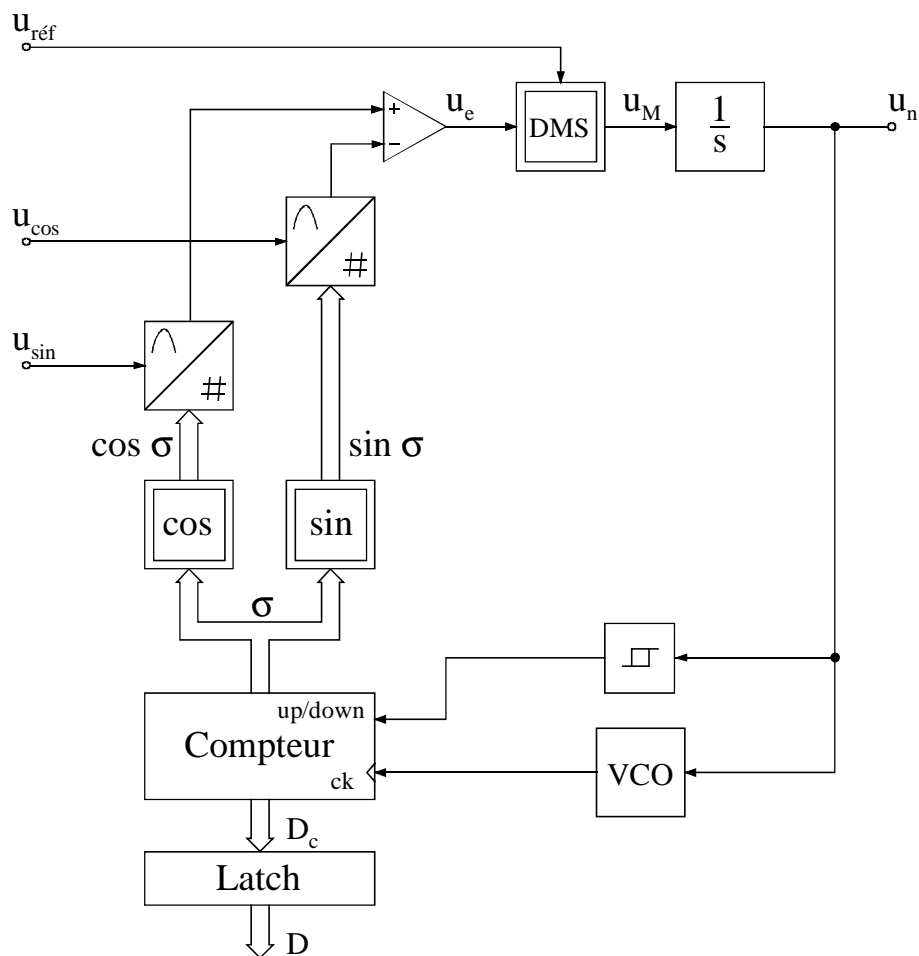 u_réf
u_e
u_M
u_n
+
−
DMS
1
s
u_cos
#
u_sin
#
cos σ
sin σ
cos
sin
σ
up/down
Compteur
ck
VCO
D_c
Latch
D